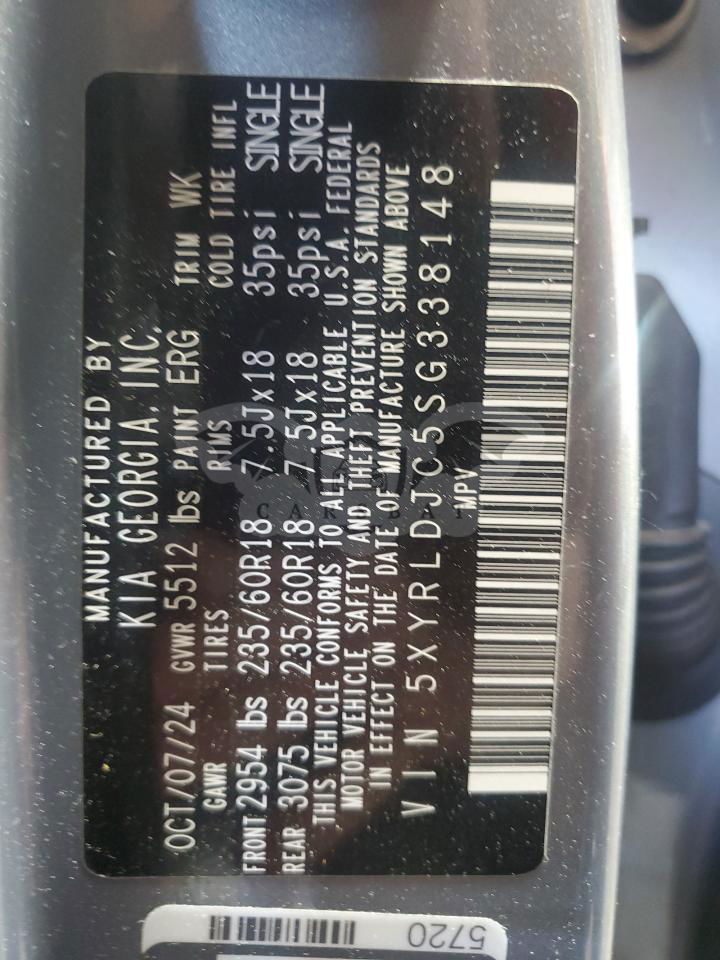 MANUFACTURED BY
KIA GEORGIA, INC.
OCT/07/24 GVWR 5512 lbs PAINT ERG TRIM WK
GAWR TIRES RIMS COLD TIRE INFL
FRONT 2954 lbs 235/60R18 7.5Jx18 35psi SINGLE
REAR 3075 lbs 235/60R18 7.5Jx18 35psi SINGLE
THIS VEHICLE CONFORMS TO ALL APPLICABLE U.S.A. FEDERAL
MOTOR VEHICLE SAFETY AND THEFT PREVENTION STANDARDS
IN EFFECT ON THE DATE OF MANUFACTURE SHOWN ABOVE
VIN 5XYRLDJC5SG338148
MPV
5720